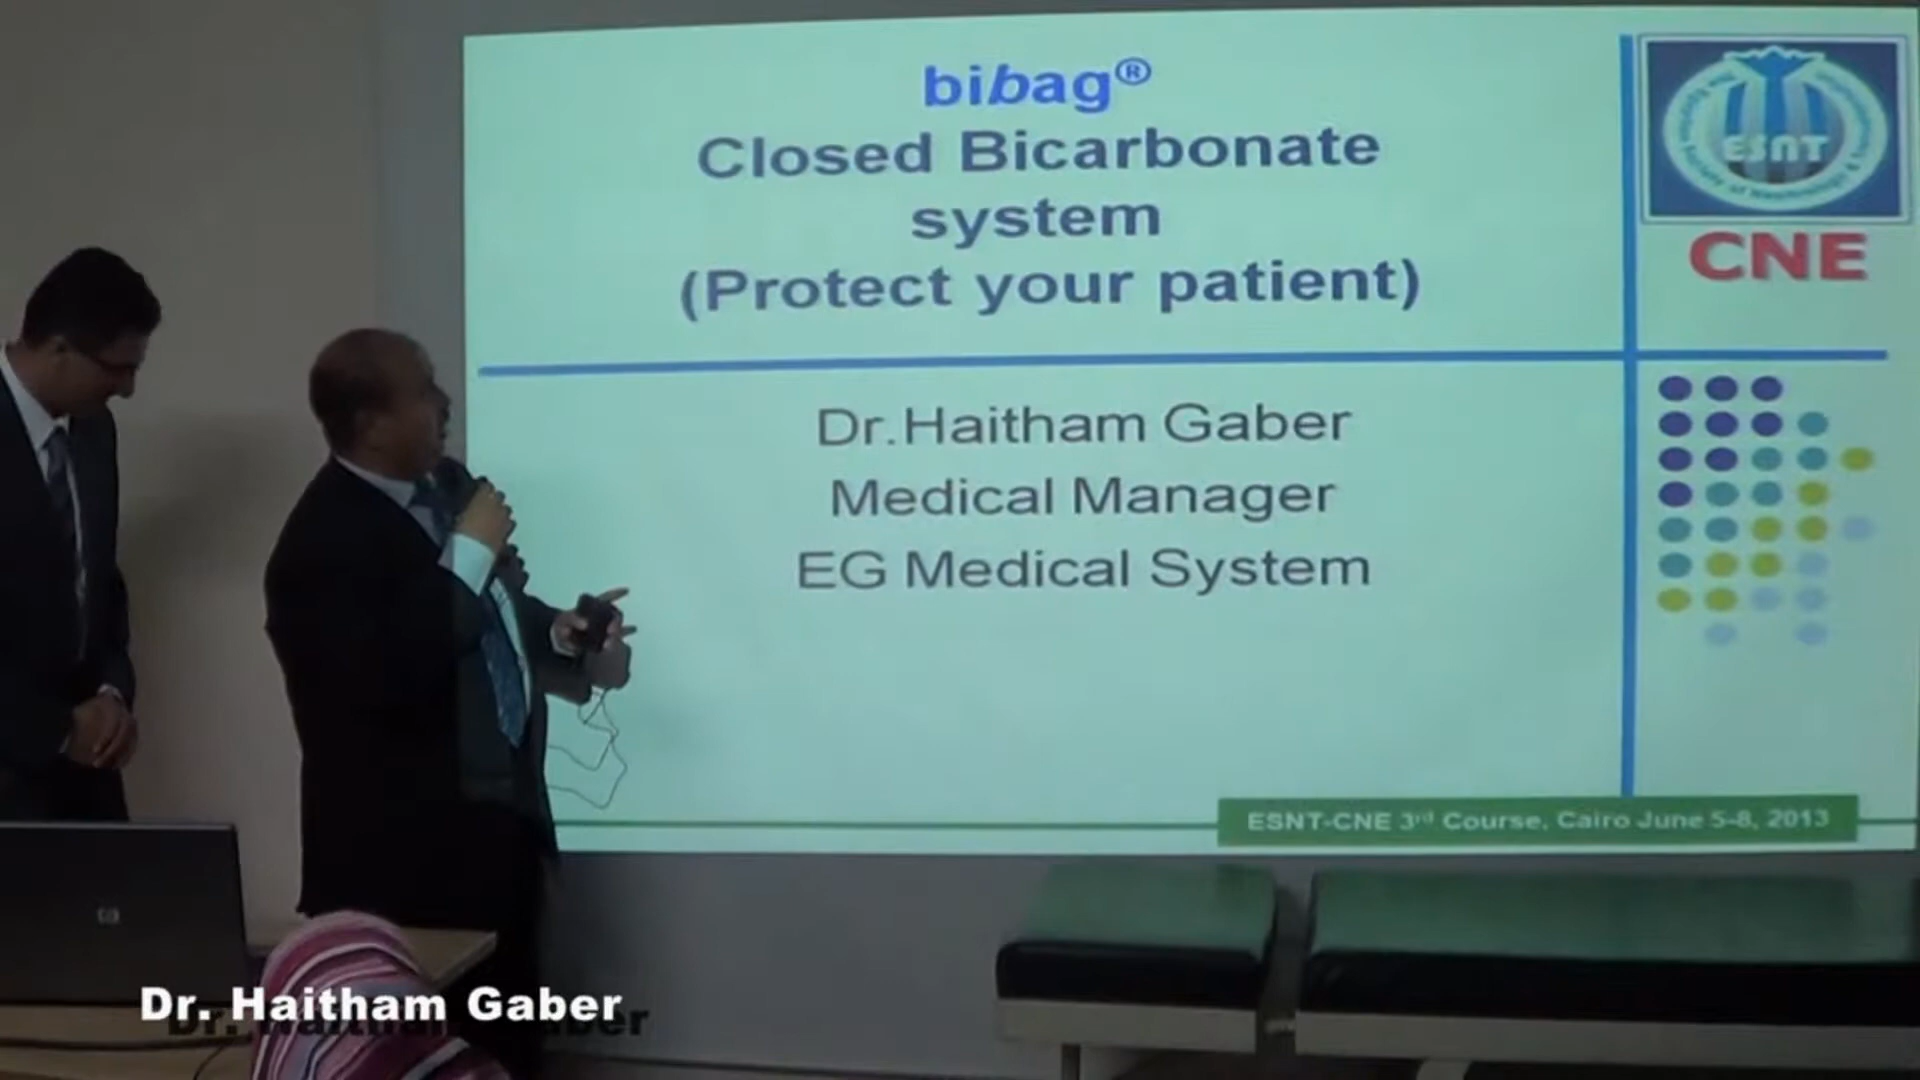 bibag®
Closed Bicarbonate
system
(Protect your patient)
ESNT
CNE
Dr.Haitham Gaber
Medical Manager
EG Medical System
ESNT-CNE 3rd Course, Cairo June 5-8, 2013
hp
Dr. Haitham Gaber